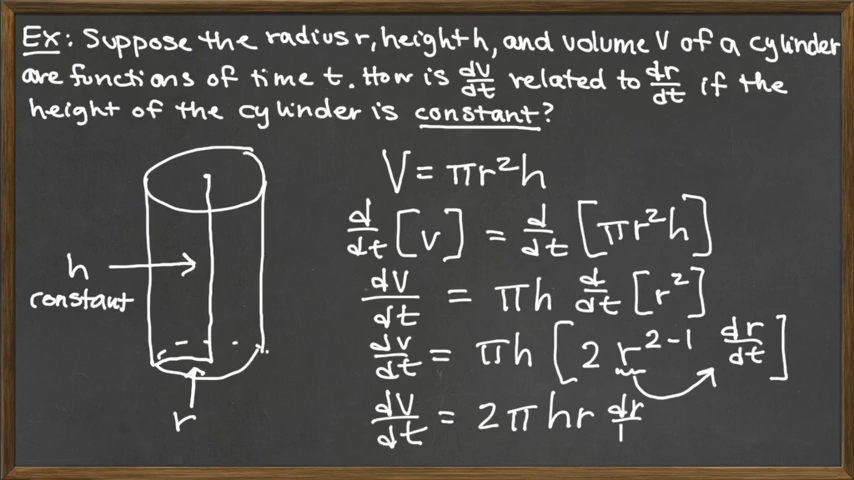 Ex: Suppose the radius r, height h, and volume V of a cylinder
are functions of time t. How is dV/dt related to dr/dt if the
height of the cylinder is constant?
V = πr²h
d/dt [v] = d/dt [πr²h]
h
constant
dV/dt = πh d/dt [r²]
dv/dt = πh [2 r²⁻¹ dr/dt]
r
dV/dt = 2πhr dr/